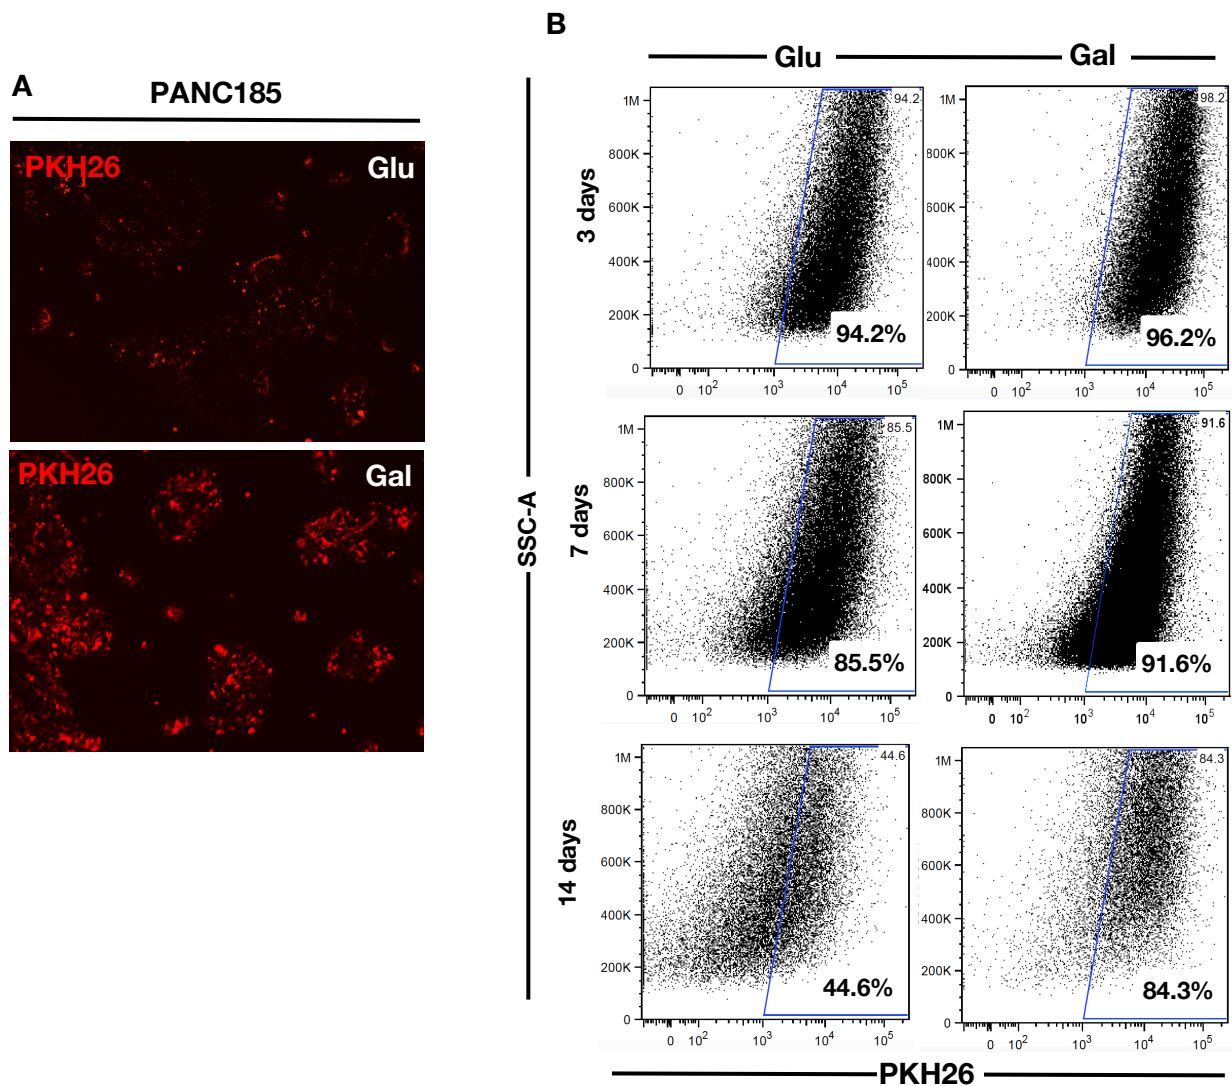 A
PANC185
PKH26
Glu
PKH26
Gal
B
Glu
Gal
SSC-A
3 days
1M
800K
600K
400K
200K
0
0 10² 10³ 10⁴ 10⁵
94.2
94.2%
1M
800K
600K
400K
200K
0
0 10² 10³ 10⁴ 10⁵
98.2
96.2%
7 days
1M
800K
600K
400K
200K
0
0 10² 10³ 10⁴ 10⁵
85.5
85.5%
1M
800K
600K
400K
200K
0
0 10² 10³ 10⁴ 10⁵
91.6
91.6%
14 days
1M
800K
600K
400K
200K
0
0 10² 10³ 10⁴ 10⁵
44.6
44.6%
1M
800K
600K
400K
200K
0
0 10² 10³ 10⁴ 10⁵
84.3
84.3%
PKH26